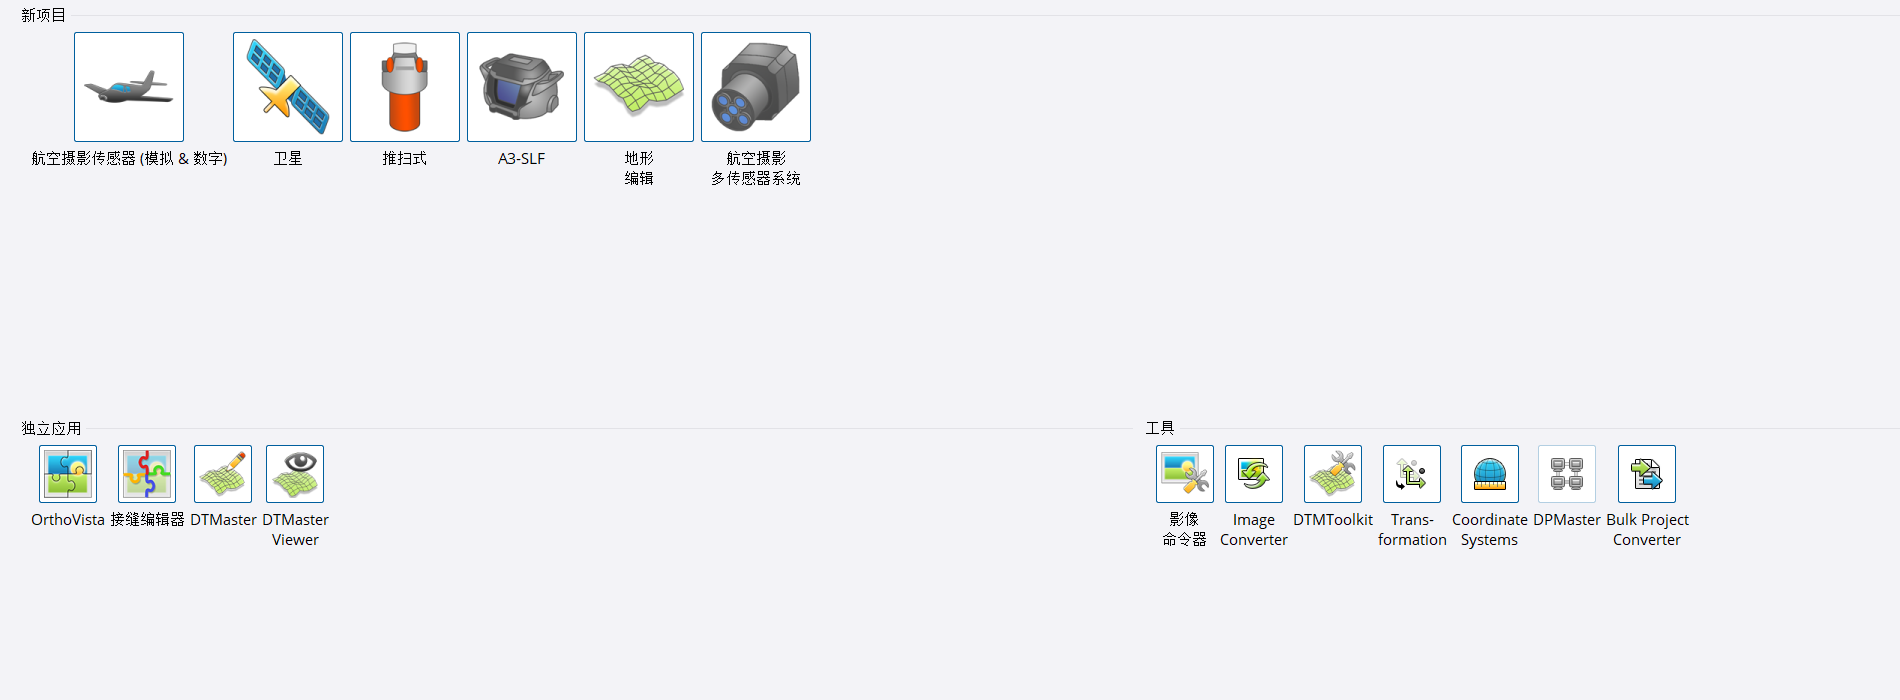 新项目
航空摄影传感器 (模拟 & 数字)
卫星
推扫式
A3-SLF
地形
编辑
航空摄影
多传感器系统
独立应用
OrthoVista
接缝编辑器
DTMaster
DTMaster
Viewer
工具
影像
命令器
Image
Converter
DTMToolkit
Trans-
formation
Coordinate
Systems
DPMaster
Bulk Project
Converter